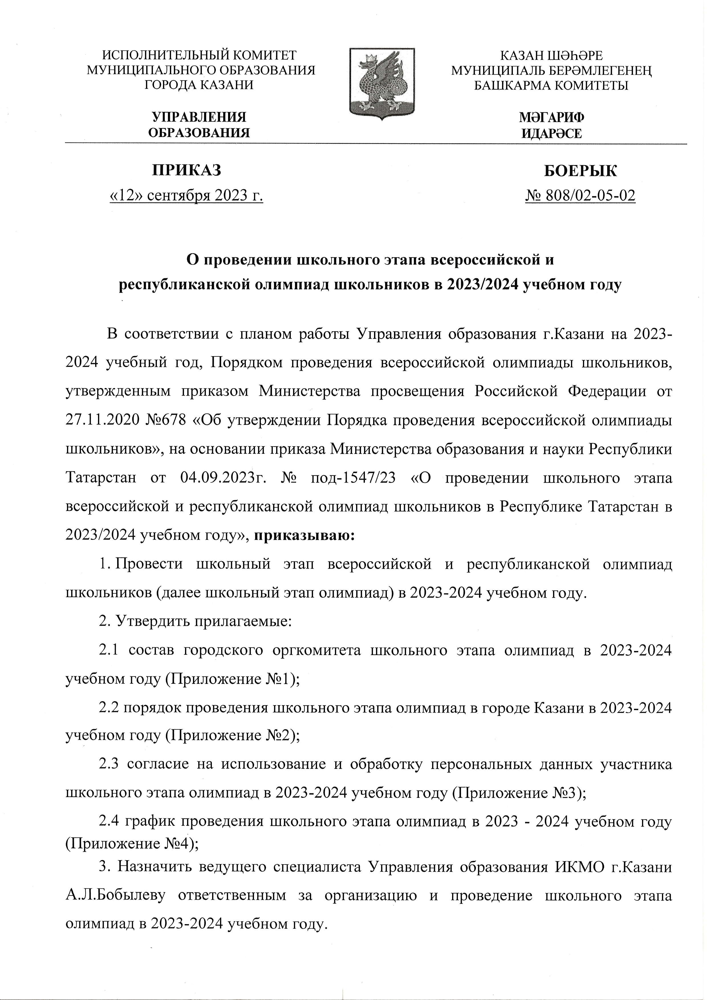 ИСПОЛНИТЕЛЬНЫЙ КОМИТЕТ
МУНИЦИПАЛЬНОГО ОБРАЗОВАНИЯ
ГОРОДА КАЗАНИ
УПРАВЛЕНИЯ
ОБРАЗОВАНИЯ
КАЗАН ШӘҺӘРЕ
МУНИЦИПАЛЬ БЕРӘМЛЕГЕНЕҢ
БАШКАРМА КОМИТЕТЫ
МӘГАРИФ
ИДАРӘСЕ
ПРИКАЗ
БОЕРЫК
«12» сентября 2023 г.
№ 808/02-05-02
О проведении школьного этапа всероссийской и
республиканской олимпиад школьников в 2023/2024 учебном году
В соответствии с планом работы Управления образования г.Казани на 2023-
2024 учебный год, Порядком проведения всероссийской олимпиады школьников,
утвержденным приказом Министерства просвещения Российской Федерации от
27.11.2020 №678 «Об утверждении Порядка проведения всероссийской олимпиады
школьников», на основании приказа Министерства образования и науки Республики
Татарстан от 04.09.2023г. № под-1547/23 «О проведении школьного этапа
всероссийской и республиканской олимпиад школьников в Республике Татарстан в
2023/2024 учебном году», приказываю:
1. Провести школьный этап всероссийской и республиканской олимпиад
школьников (далее школьный этап олимпиад) в 2023-2024 учебном году.
2. Утвердить прилагаемые:
2.1 состав городского оргкомитета школьного этапа олимпиад в 2023-2024
учебном году (Приложение №1);
2.2 порядок проведения школьного этапа олимпиад в городе Казани в 2023-2024
учебном году (Приложение №2);
2.3 согласие на использование и обработку персональных данных участника
школьного этапа олимпиад в 2023-2024 учебном году (Приложение №3);
2.4 график проведения школьного этапа олимпиад в 2023 - 2024 учебном году
(Приложение №4);
3. Назначить ведущего специалиста Управления образования ИКМО г.Казани
А.Л.Бобылеву ответственным за организацию и проведение школьного этапа
олимпиад в 2023-2024 учебном году.